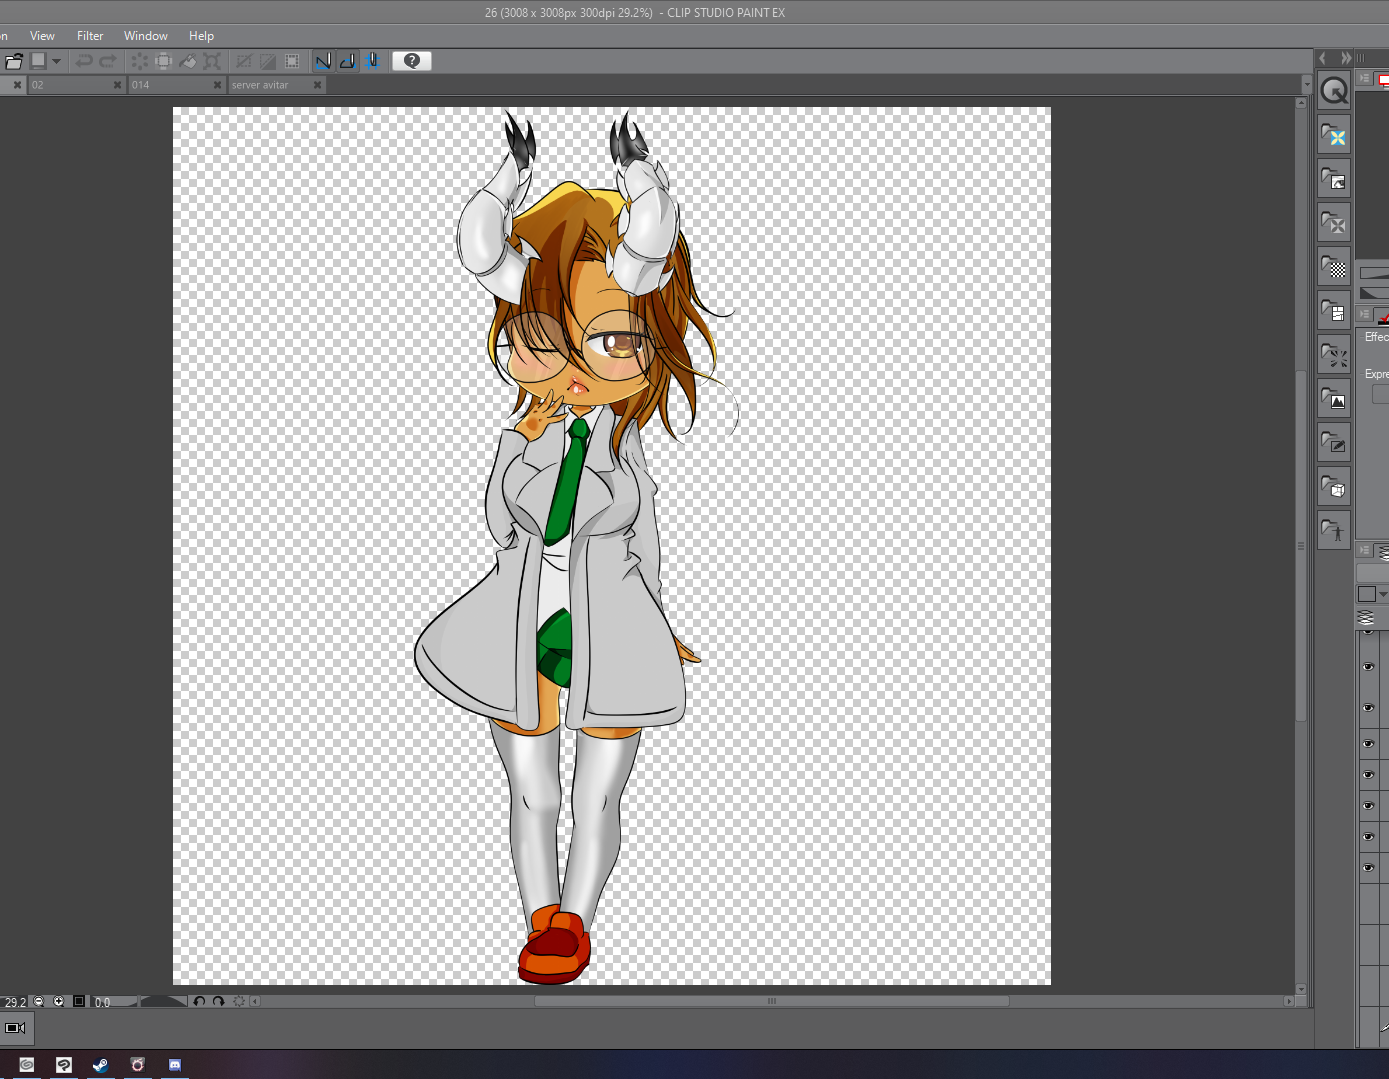 26 (3008 x 3008px 300dpi 29.2%) - CLIP STUDIO PAINT EX
View Filter Window Help
02 014 server avitar
Effec
Expre
29.2 0.0